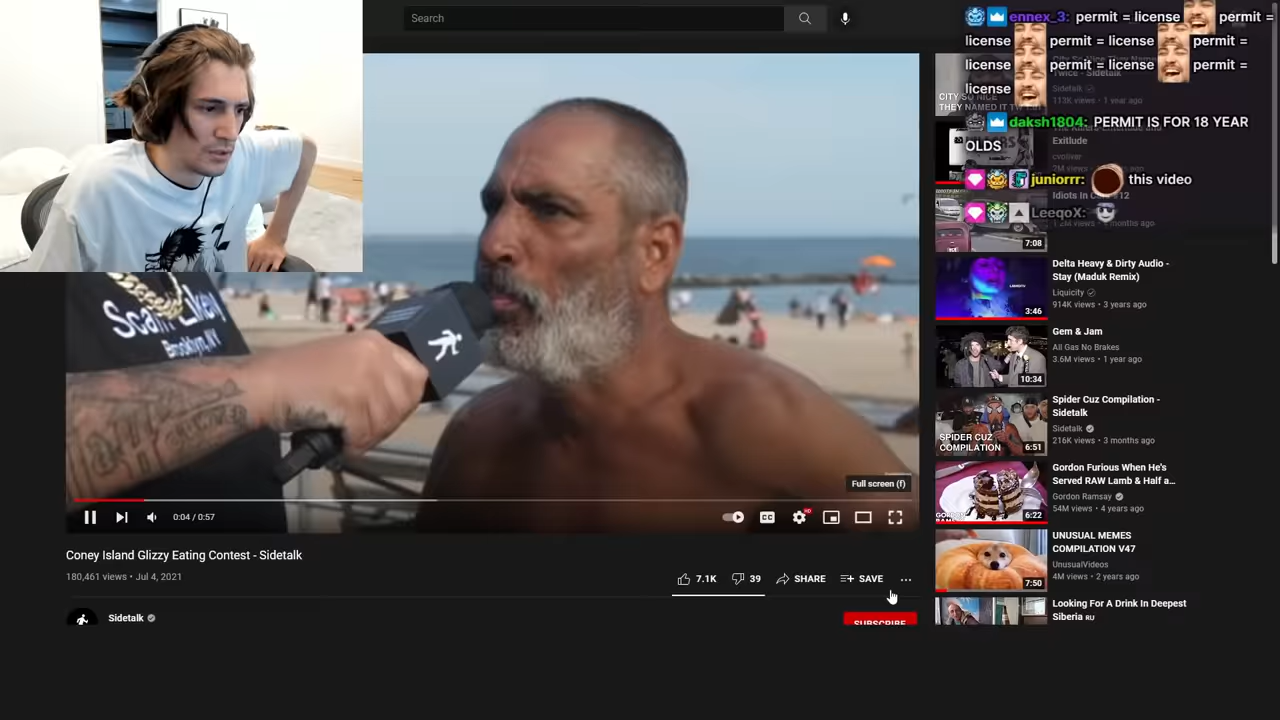 Search
ennex_3: permit = license permit =
license permit = license permit =
license permit = license permit =
license
daksh1804: PERMIT IS FOR 18 YEAR
OLDS
juniorrr: this video
LeeqoX:
Twice - Sidetalk
Sidetalk
113K views • 1 year ago
Exitlude
cvoliver
Idiots In Cars #12
7:08
Delta Heavy & Dirty Audio -
Stay (Maduk Remix)
Liquicity
914K views • 3 years ago
3:46
Gem & Jam
All Gas No Brakes
3.6M views • 1 year ago
10:34
Spider Cuz Compilation -
Sidetalk
Sidetalk
216K views • 3 months ago
SPIDER CUZ
COMPILATION
6:51
Gordon Furious When He's
Served RAW Lamb & Half a...
Gordon Ramsay
54M views • 4 years ago
6:22
UNUSUAL MEMES
COMPILATION V47
UnusualVideos
4M views • 2 years ago
7:50
Looking For A Drink In Deepest
Siberia RU
Scam Likely
Brooklyn, NY
Full screen (f)
0:04 / 0:57
CC
HD
Coney Island Glizzy Eating Contest - Sidetalk
180,461 views • Jul 4, 2021
7.1K
39
SHARE
SAVE
Sidetalk
SUBSCRIBE